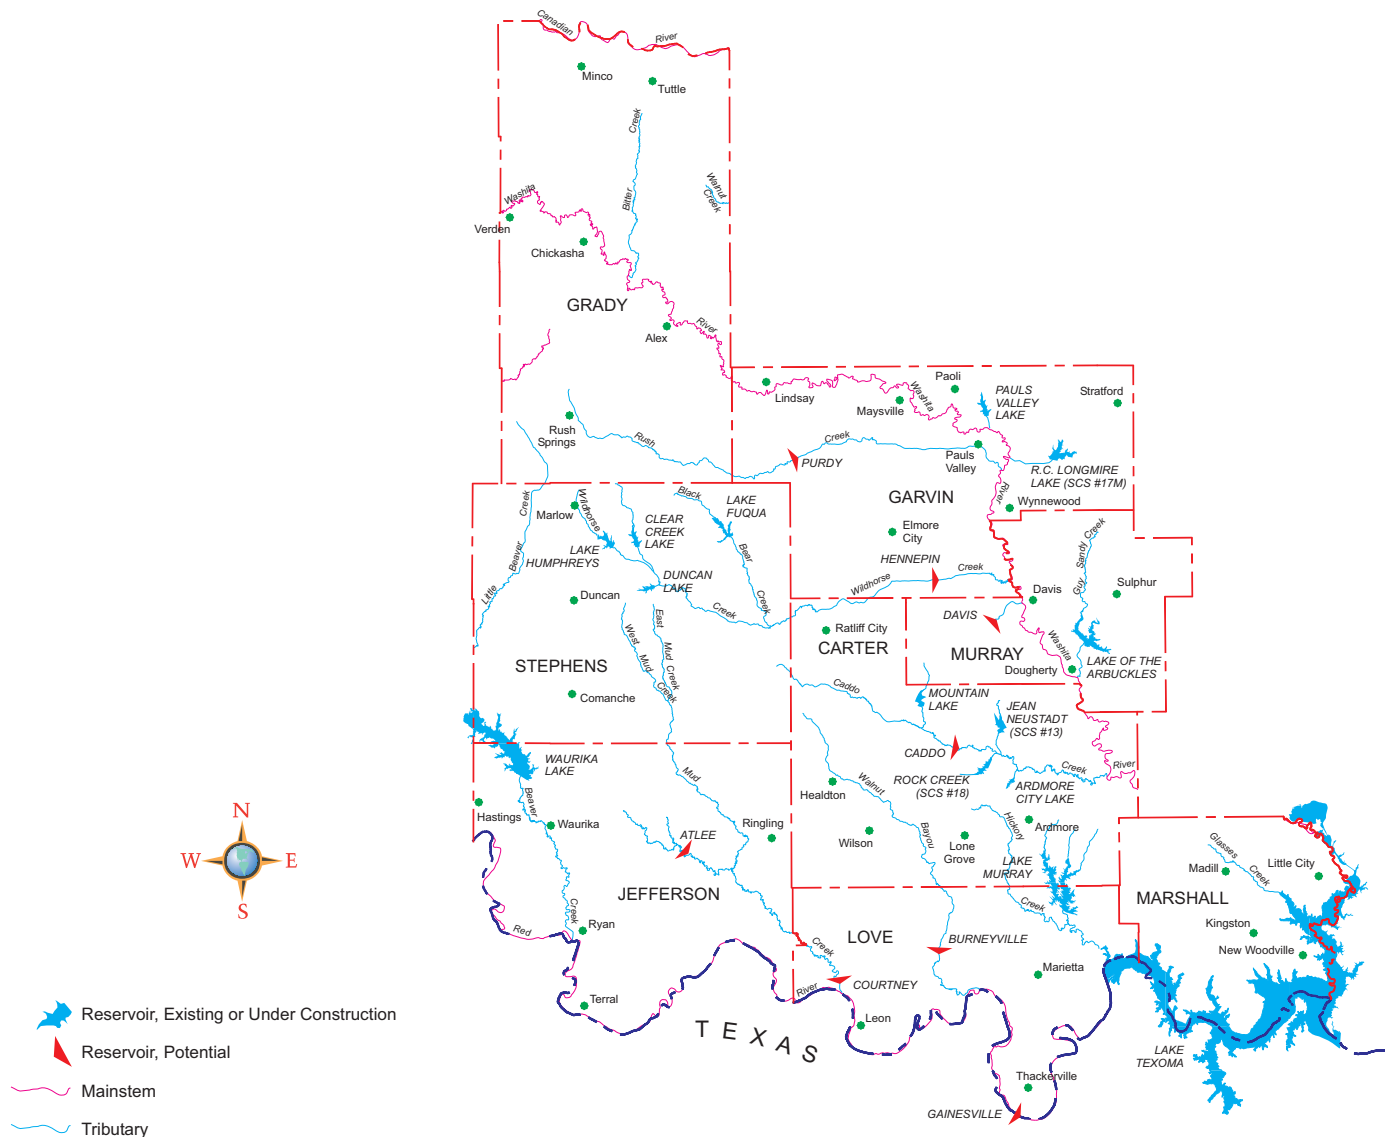 Canadian
River
Minco
Tuttle
Creek
Bitter
Walnut
Creek
Washita
Verden
Chickasha
GRADY
River
Alex
Lindsay
Maysville
Washita
Paoli
PAULS
VALLEY
LAKE
Stratford
Rush
Springs
Rush
Creek
PURDY
Pauls
Valley
R.C. LONGMIRE
LAKE (SCS #17M)
River
Wynnewood
GARVIN
Elmore
City
HENNEPIN
Creek
Wildhorse
Creek
Beaver
Little
Marlow
Wildhorse
LAKE
HUMPHREYS
CLEAR
CREEK
LAKE
Black
LAKE
FUQUA
Bear
Creek
DUNCAN
LAKE
Creek
Duncan
East
Mud Creek
West
Mud
Creek
STEPHENS
Comanche
Ratliff City
CARTER
DAVIS
Davis
Guy
Sandy
Creek
Sulphur
MURRAY
Washita
Dougherty
LAKE OF THE
ARBUCKLES
Caddo
MOUNTAIN
LAKE
JEAN
NEUSTADT
(SCS #13)
CADDO
Creek
River
ROCK CREEK
(SCS #18)
ARDMORE
CITY LAKE
WAURIKA
LAKE
Mud
Healdton
Walnut
Hastings
Beaver
Waurika
ATLEE
Ringling
Wilson
Bayou
Lone
Grove
Hickory
Ardmore
LAKE
MURRAY
Glasses
Creek
Madill
Little City
JEFFERSON
MARSHALL
Creek
Red
Creek
Ryan
LOVE
Creek
BURNEYVILLE
Kingston
New Woodville
Marietta
Terral
River
COURTNEY
Leon
TEXAS
LAKE
TEXOMA
Thackerville
GAINESVILLE
N
W
E
S
Reservoir, Existing or Under Construction
Reservoir, Potential
Mainstem
Tributary